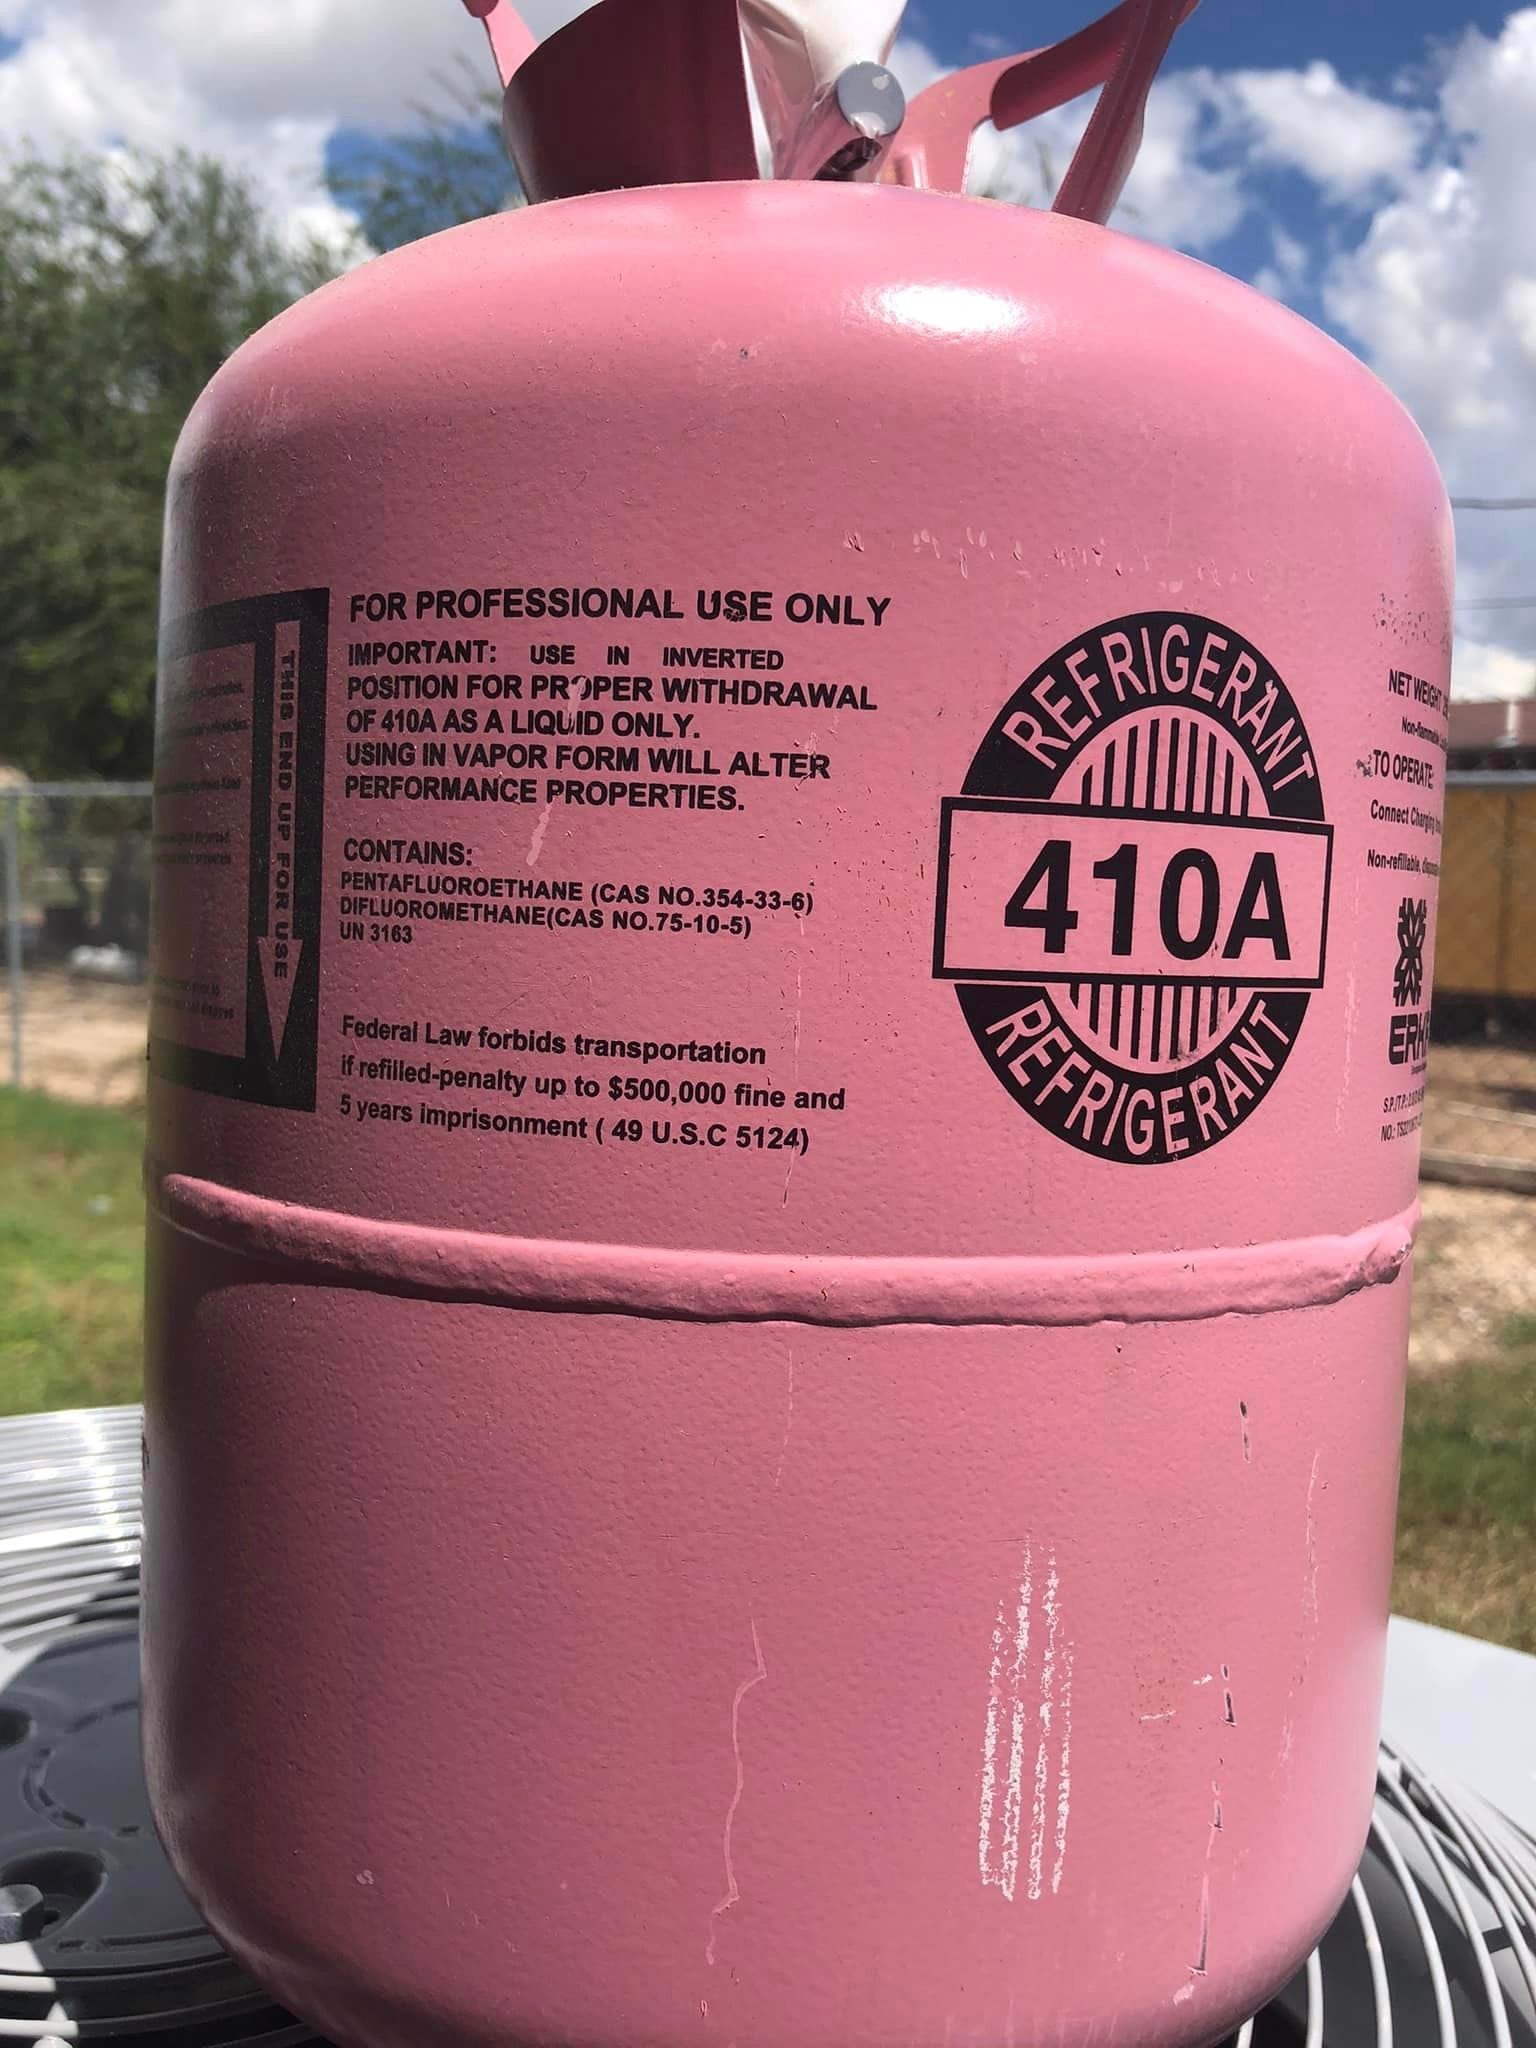 THIS END UP FOR USE
FOR PROFESSIONAL USE ONLY
IMPORTANT: USE IN INVERTED
POSITION FOR PROPER WITHDRAWAL
OF 410A AS A LIQUID ONLY.
USING IN VAPOR FORM WILL ALTER
PERFORMANCE PROPERTIES.
CONTAINS:
PENTAFLUOROETHANE (CAS NO.354-33-6)
DIFLUOROMETHANE(CAS NO.75-10-5)
UN 3163
Federal Law forbids transportation
if refilled-penalty up to $500,000 fine and
5 years imprisonment ( 49 U.S.C 5124)
REFRIGERANT
410A
REFRIGERANT
NET WEIGHT
Non-flammable
TO OPERATE:
Connect Charging
Non-refillable,